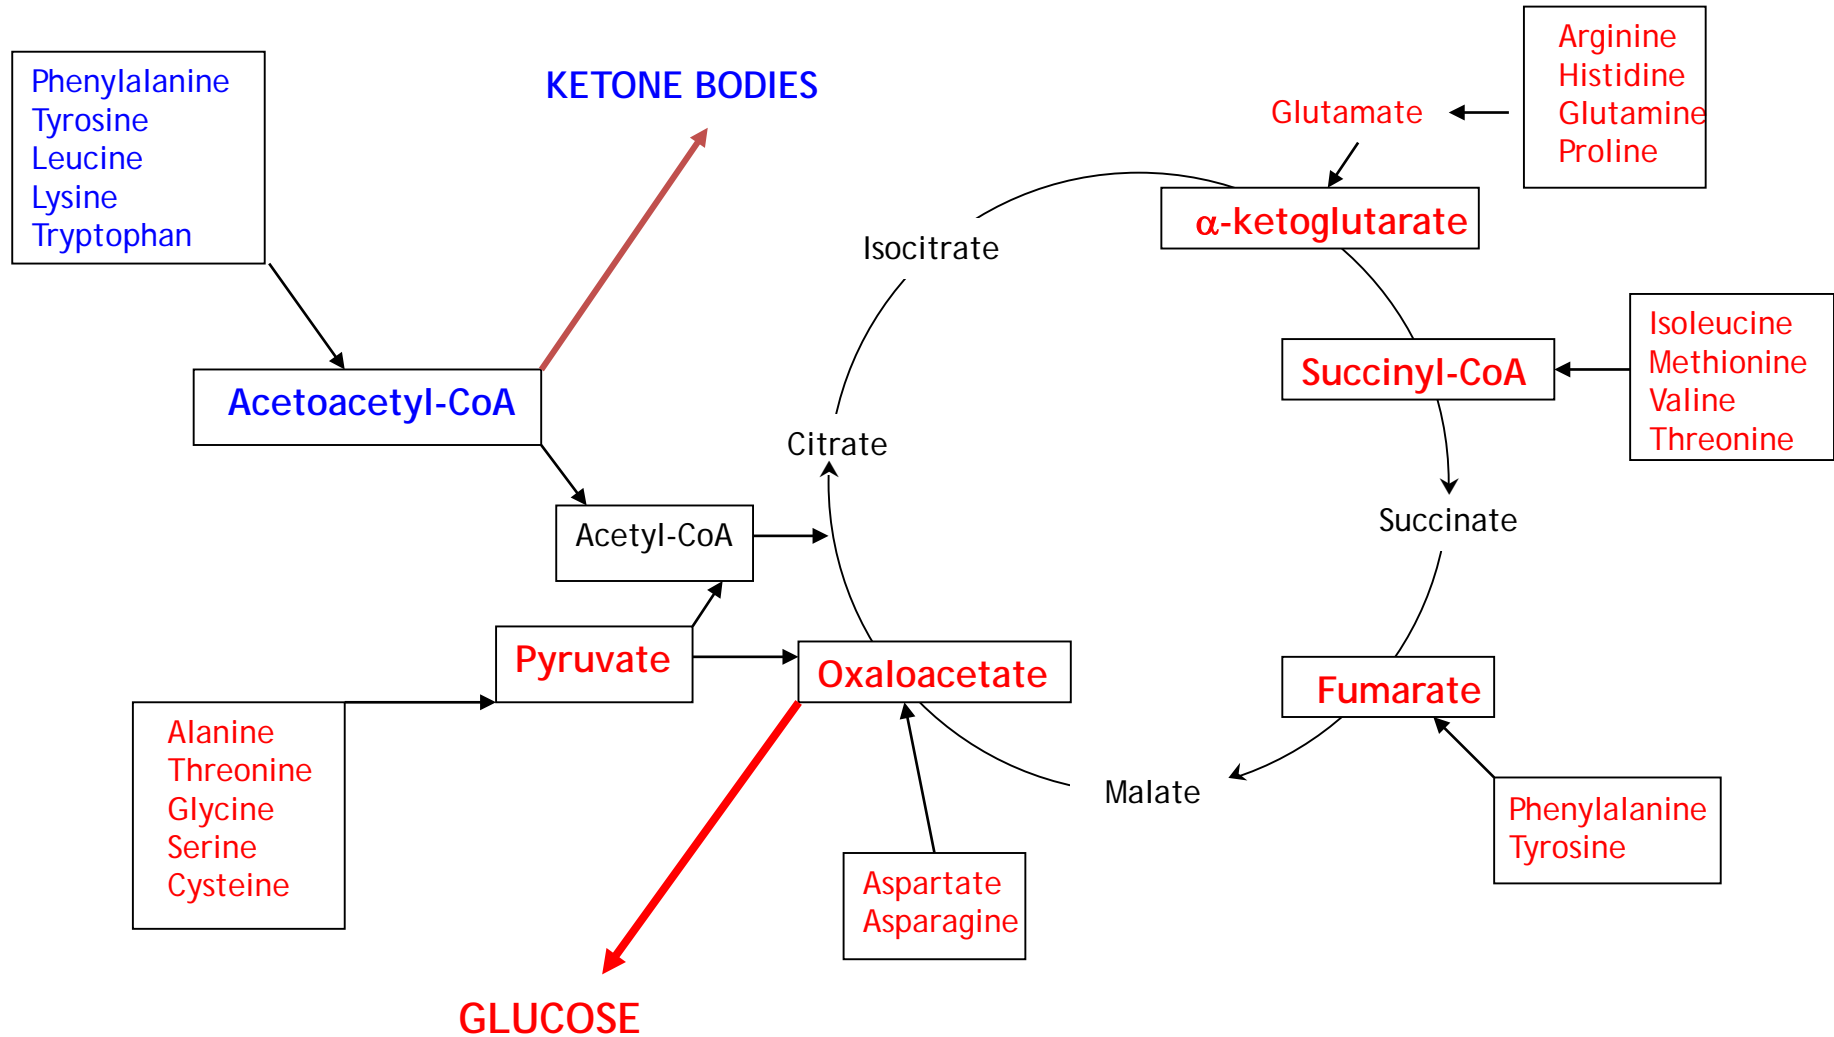 Phenylalanine
Tyrosine
Leucine
Lysine
Tryptophan
KETONE BODIES
Arginine
Histidine
Glutamine
Proline
Glutamate
α-ketoglutarate
Isocitrate
Isoleucine
Methionine
Valine
Threonine
Succinyl-CoA
Acetoacetyl-CoA
Citrate
Succinate
Acetyl-CoA
Pyruvate
Oxaloacetate
Fumarate
Alanine
Threonine
Glycine
Serine
Cysteine
Malate
Phenylalanine
Tyrosine
Aspartate
Asparagine
GLUCOSE